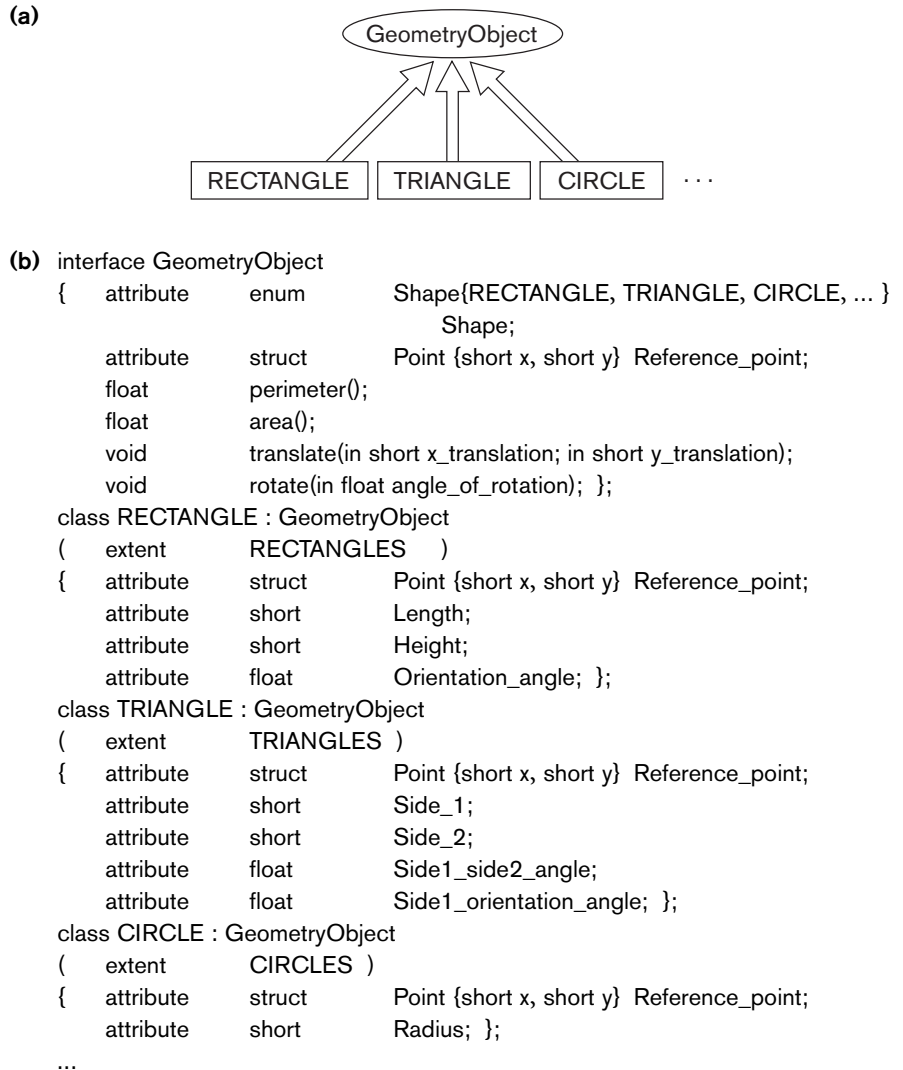 (a)
GeometryObject
RECTANGLE TRIANGLE CIRCLE ...
(b) interface GeometryObject
{ attribute enum Shape{RECTANGLE, TRIANGLE, CIRCLE, ... }
Shape;
attribute struct Point {short x, short y} Reference_point;
float perimeter();
float area();
void translate(in short x_translation; in short y_translation);
void rotate(in float angle_of_rotation); };
class RECTANGLE : GeometryObject
( extent RECTANGLES )
{ attribute struct Point {short x, short y} Reference_point;
attribute short Length;
attribute short Height;
attribute float Orientation_angle; };
class TRIANGLE : GeometryObject
( extent TRIANGLES )
{ attribute struct Point {short x, short y} Reference_point;
attribute short Side_1;
attribute short Side_2;
attribute float Side1_side2_angle;
attribute float Side1_orientation_angle; };
class CIRCLE : GeometryObject
( extent CIRCLES )
{ attribute struct Point {short x, short y} Reference_point;
attribute short Radius; };
...